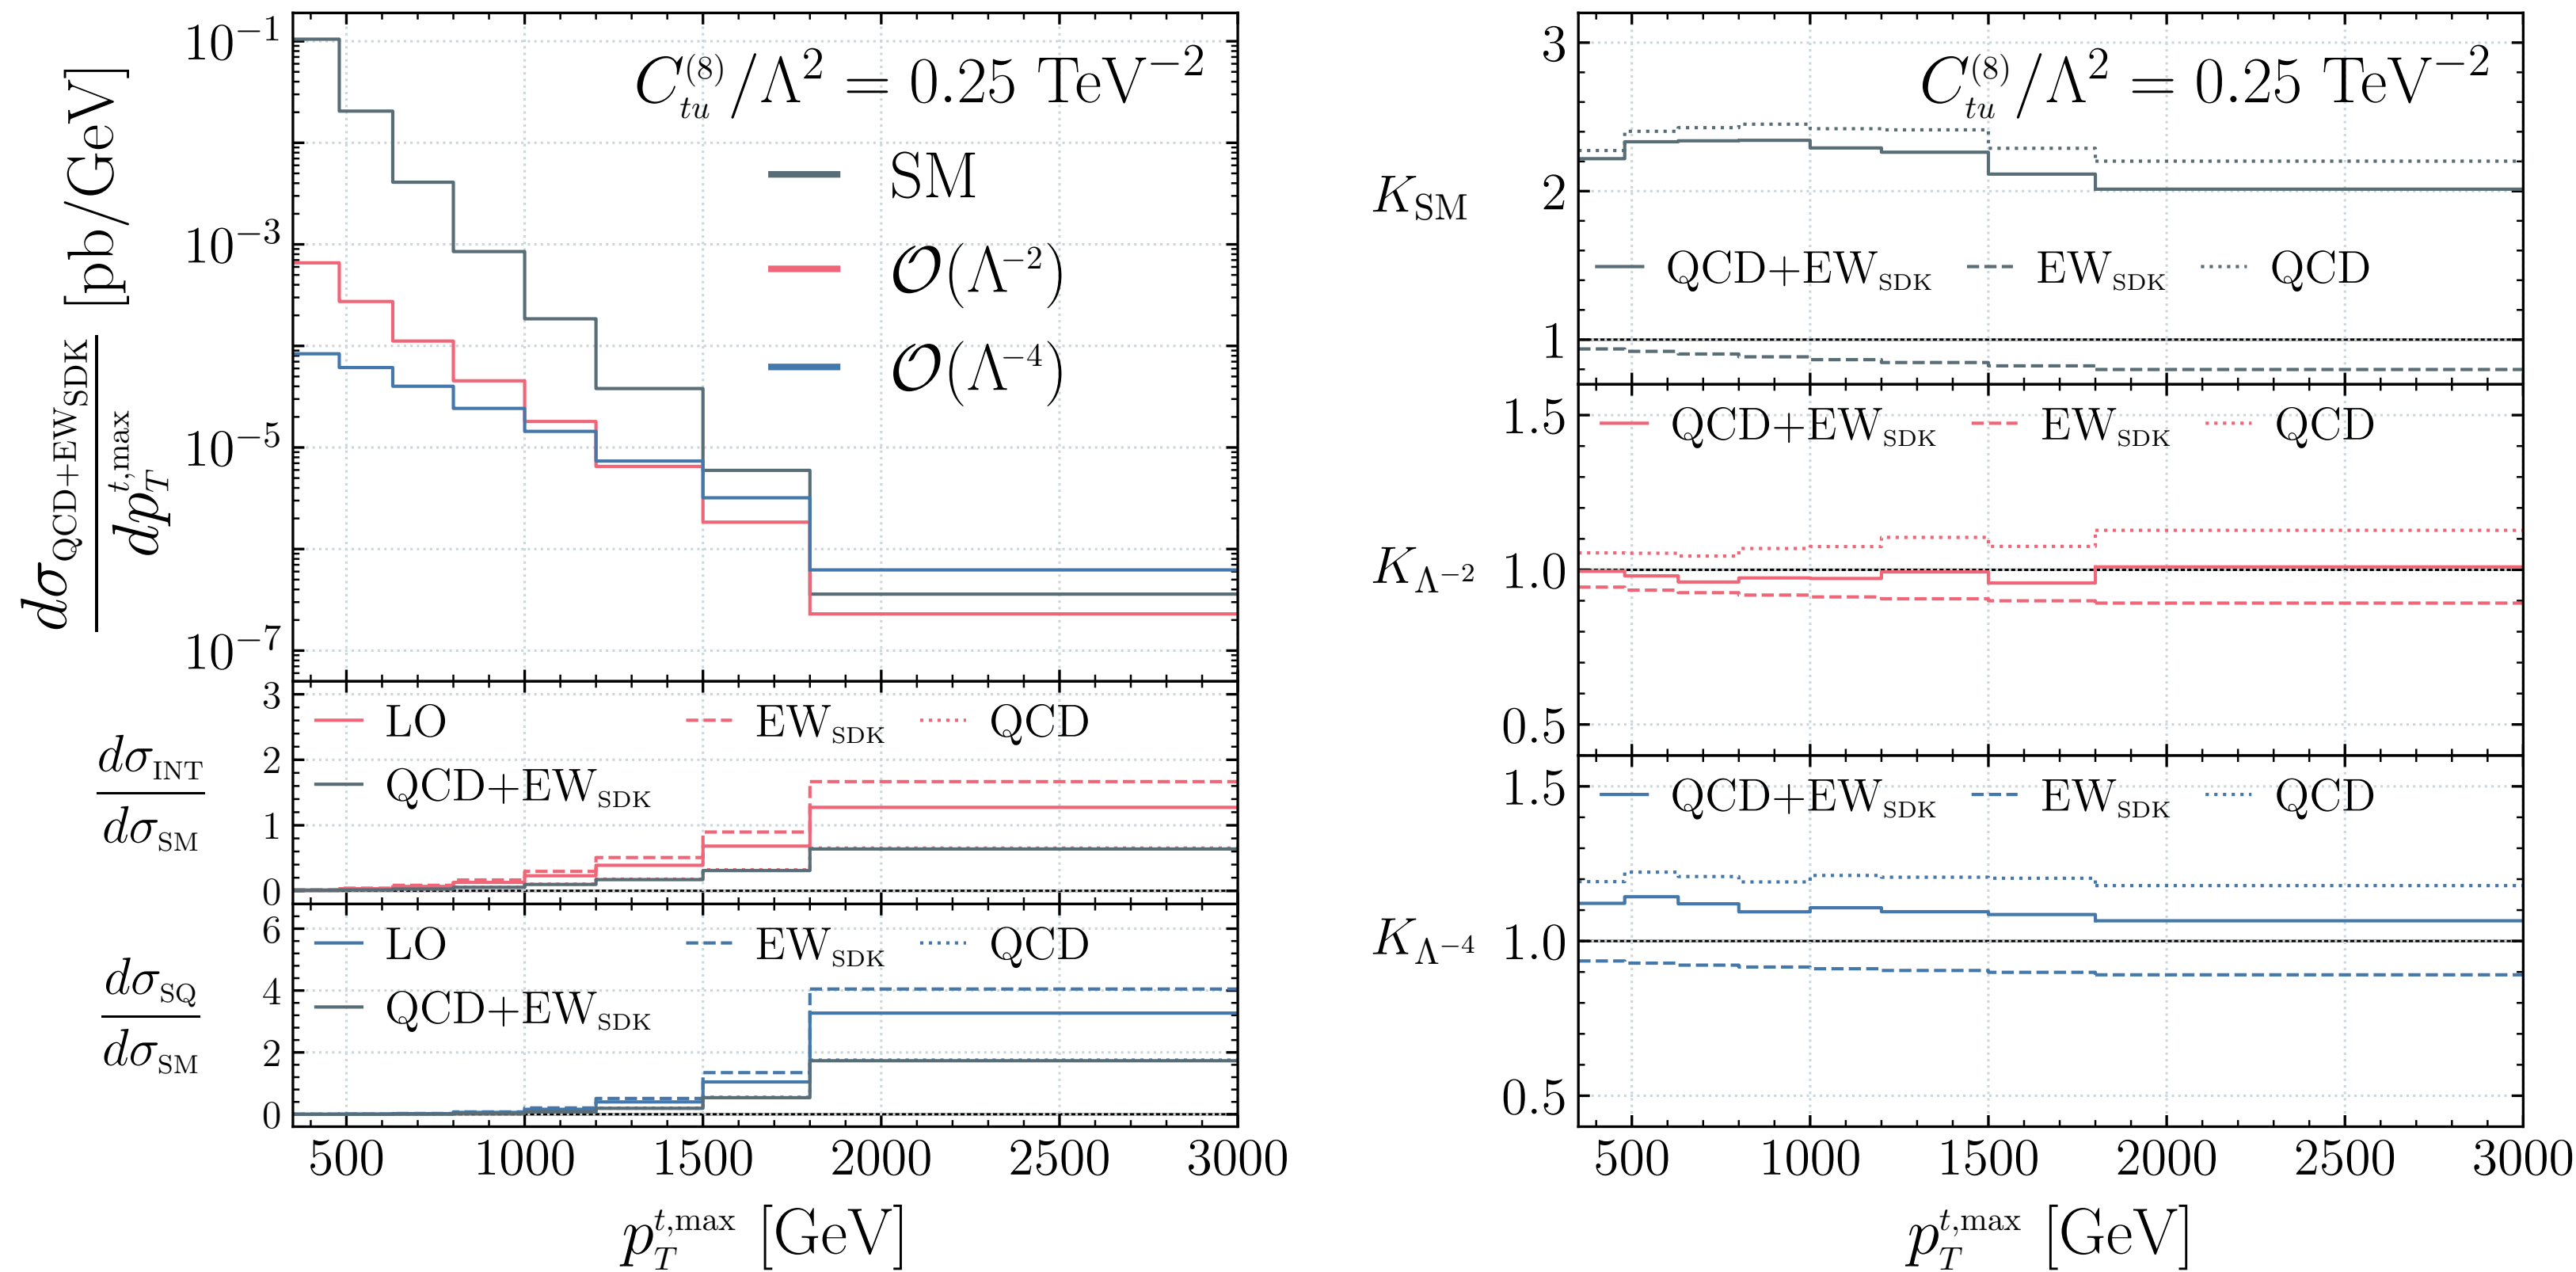 C_{tu}^{(8)}/Λ² = 0.25 TeV⁻²
SM
𝒪(Λ⁻²)
𝒪(Λ⁻⁴)
dσ_{QCD+EW_{SDK}}/dp_T^{t,max} [pb/GeV]
10⁻¹
10⁻³
10⁻⁵
10⁻⁷
LO EW_{SDK} QCD
QCD+EW_{SDK}
dσ_{INT}/dσ_{SM}
3
2
1
0
LO EW_{SDK} QCD
QCD+EW_{SDK}
dσ_{SQ}/dσ_{SM}
6
4
2
0
500 1000 1500 2000 2500 3000
p_T^{t,max} [GeV]
C_{tu}^{(8)}/Λ² = 0.25 TeV⁻²
K_{SM}
3
2
1
QCD+EW_{SDK} EW_{SDK} QCD
QCD+EW_{SDK} EW_{SDK} QCD
K_{Λ⁻²}
1.5
1.0
0.5
QCD+EW_{SDK} EW_{SDK} QCD
K_{Λ⁻⁴}
1.5
1.0
0.5
500 1000 1500 2000 2500 3000
p_T^{t,max} [GeV]